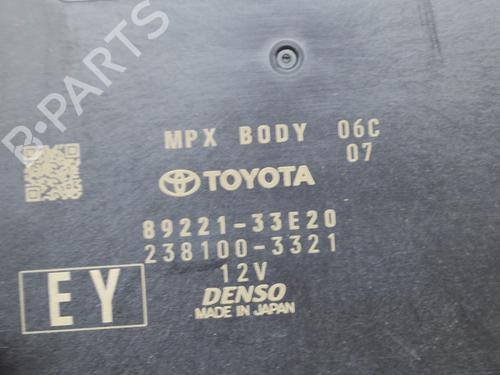 B-PARTS
MPX BODY 06C
07
TOYOTA
89221-33E20
238100-3321
12V
EY
DENSO
MADE IN JAPAN